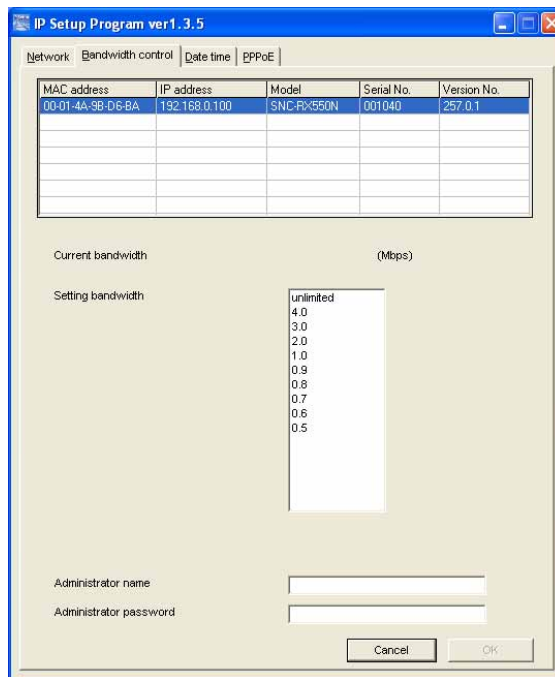 IP Setup Program ver1.3.5
Network Bandwidth control Date time PPPoE
MAC address IP address Model Serial No. Version No.
00-01-4A-9B-D6-BA 192.168.0.100 SNC-RX550N 001040 257.0.1
Current bandwidth (Mbps)
Setting bandwidth
unlimited
4.0
3.0
2.0
1.0
0.9
0.8
0.7
0.6
0.5
Administrator name
Administrator password
Cancel OK